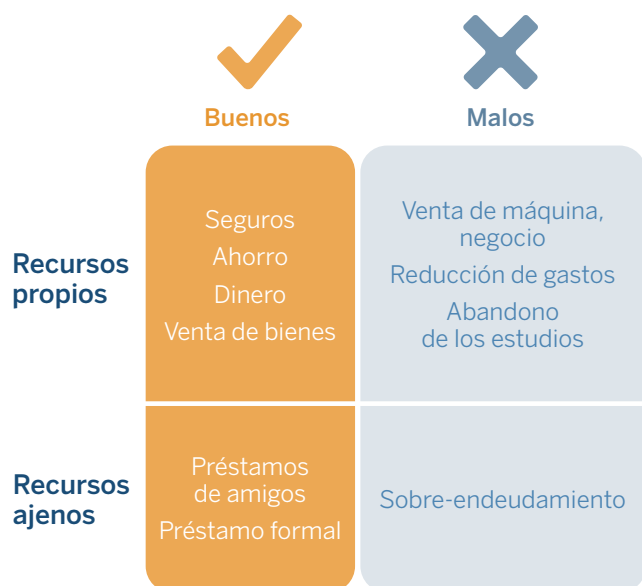 Buenos
Malos
Recursos
propios
Seguros
Ahorro
Dinero
Venta de bienes
Venta de máquina,
negocio
Reducción de gastos
Abandono
de los estudios
Recursos
ajenos
Préstamos
de amigos
Préstamo formal
Sobre-endeudamiento